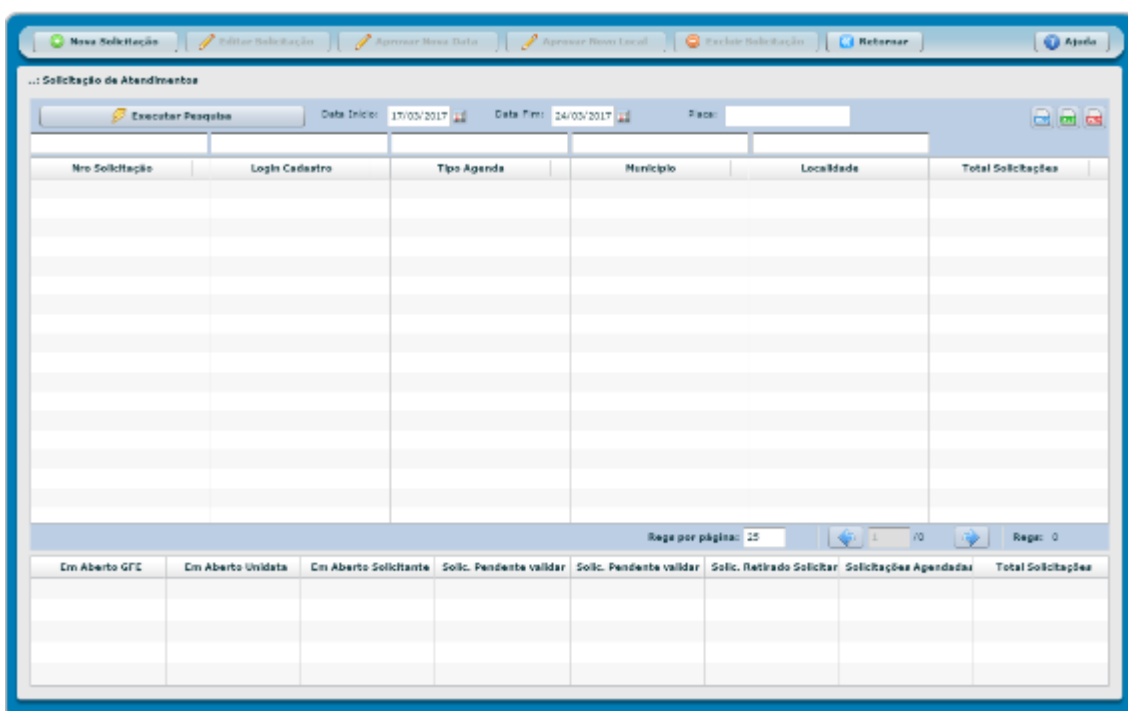 Nova Solicitação Editar Solicitação Aprovar Nova Data Aprovar Novo Local Excluir Solicitação Retornar Ajuda
..: Solicitação de Atendimentos
Executar Pesquisa Data Início: 17/03/2017 Data Fim: 24/03/2017 Placa:
Nro Solicitação Login Cadastro Tipo Agenda Município Localidade Total Solicitações
Regs por página: 25 1 /0 Regs: 0
Em Aberto GFE Em Aberto Unidata Em Aberto Solicitante Solic. Pendente validar Solic. Pendente validar Solic. Retirado Solicitar Solicitações Agendadas Total Solicitações